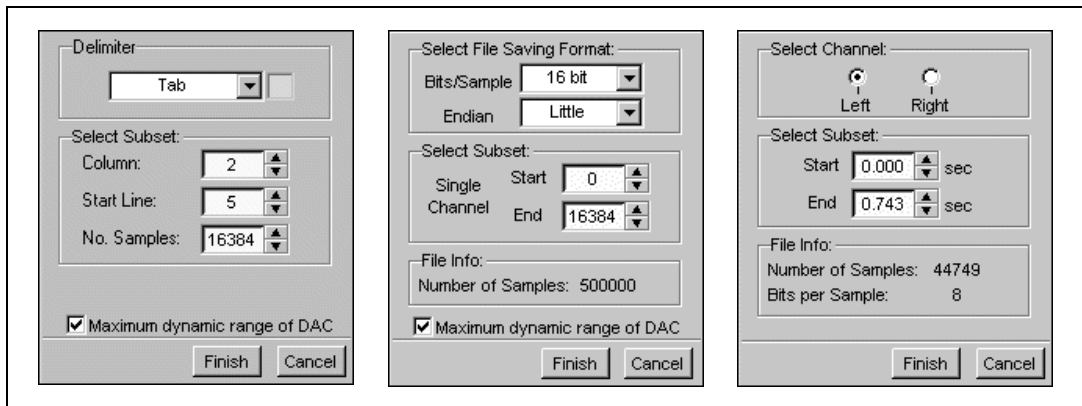 Delimiter
Tab
Select Subset:
Column: 2
Start Line: 5
No. Samples: 16384
Maximum dynamic range of DAC
Finish Cancel
Select File Saving Format:
Bits/Sample 16 bit
Endian Little
Select Subset:
Single Channel
Start 0
End 16384
File Info:
Number of Samples: 500000
Maximum dynamic range of DAC
Finish Cancel
Select Channel:
Left Right
Select Subset:
Start 0.000 sec
End 0.743 sec
File Info:
Number of Samples: 44749
Bits per Sample: 8
Finish Cancel